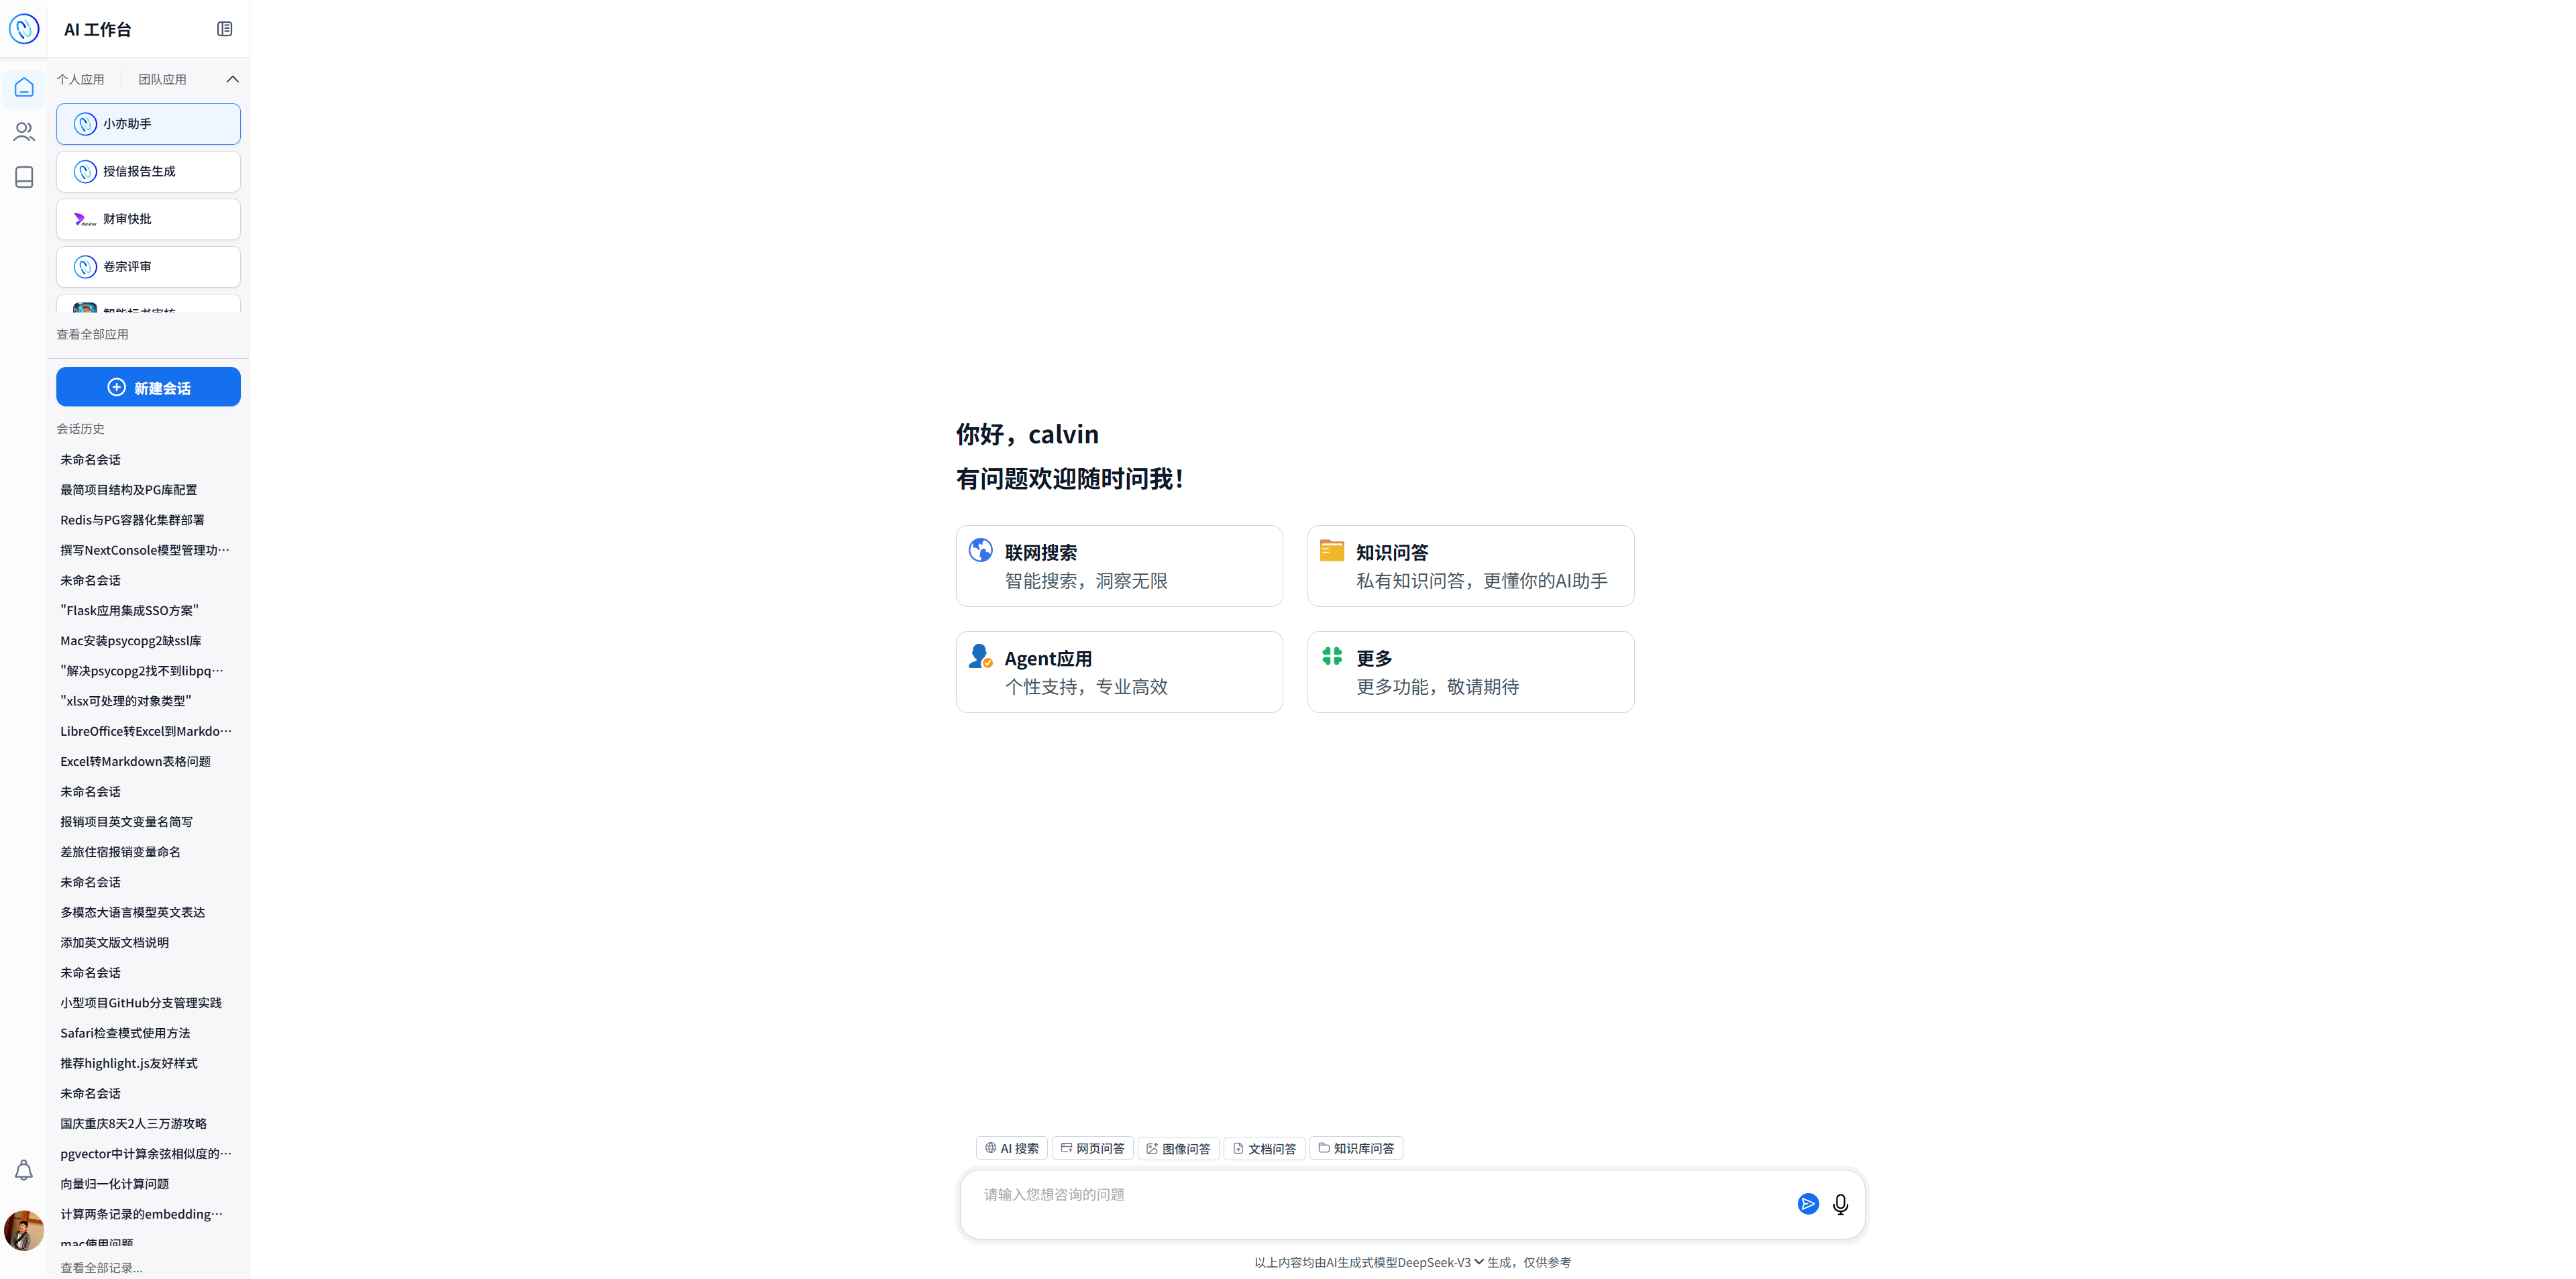 AI 工作台
个人应用
团队应用
小亦助手
授信报告生成
财审快批
卷宗评审
查看全部应用
新建会话
会话历史
未命名会话
最简项目结构及PG库配置
Redis与PG容器化集群部署
撰写NextConsole模型管理功…
未命名会话
"Flask应用集成SSO方案"
Mac安装psycopg2缺ssl库
"解决psycopg2找不到libpq…
"xlsx可处理的对象类型"
LibreOffice转Excel到Markdo…
Excel转Markdown表格问题
未命名会话
报销项目英文变量名简写
差旅住宿报销变量命名
未命名会话
多模态大语言模型英文表达
添加英文版文档说明
未命名会话
小型项目GitHub分支管理实践
Safari检查模式使用方法
推荐highlight.js友好样式
未命名会话
国庆重庆8天2人三万游攻略
pgvector中计算余弦相似度的…
向量归一化计算问题
计算两条记录的embedding…
mac使用问题
查看全部记录...
你好，calvin
有问题欢迎随时问我！
联网搜索
智能搜索，洞察无限
知识问答
私有知识问答，更懂你的AI助手
Agent应用
个性支持，专业高效
更多
更多功能，敬请期待
AI 搜索
网页问答
图像问答
文档问答
知识库问答
请输入您想咨询的问题
以上内容均由AI生成式模型DeepSeek-V3 生成，仅供参考